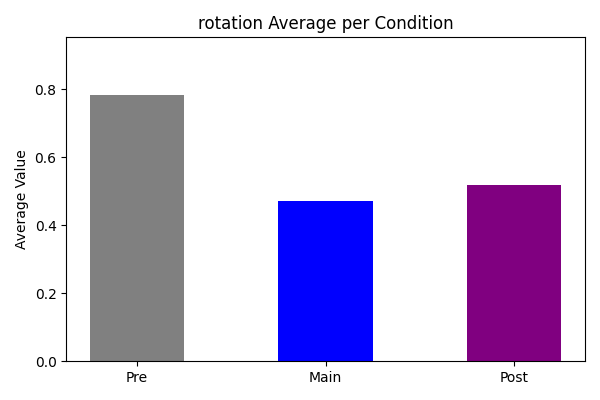 rotation Average per Condition
Average Value
0.8
0.6
0.4
0.2
0.0
Pre
Main
Post